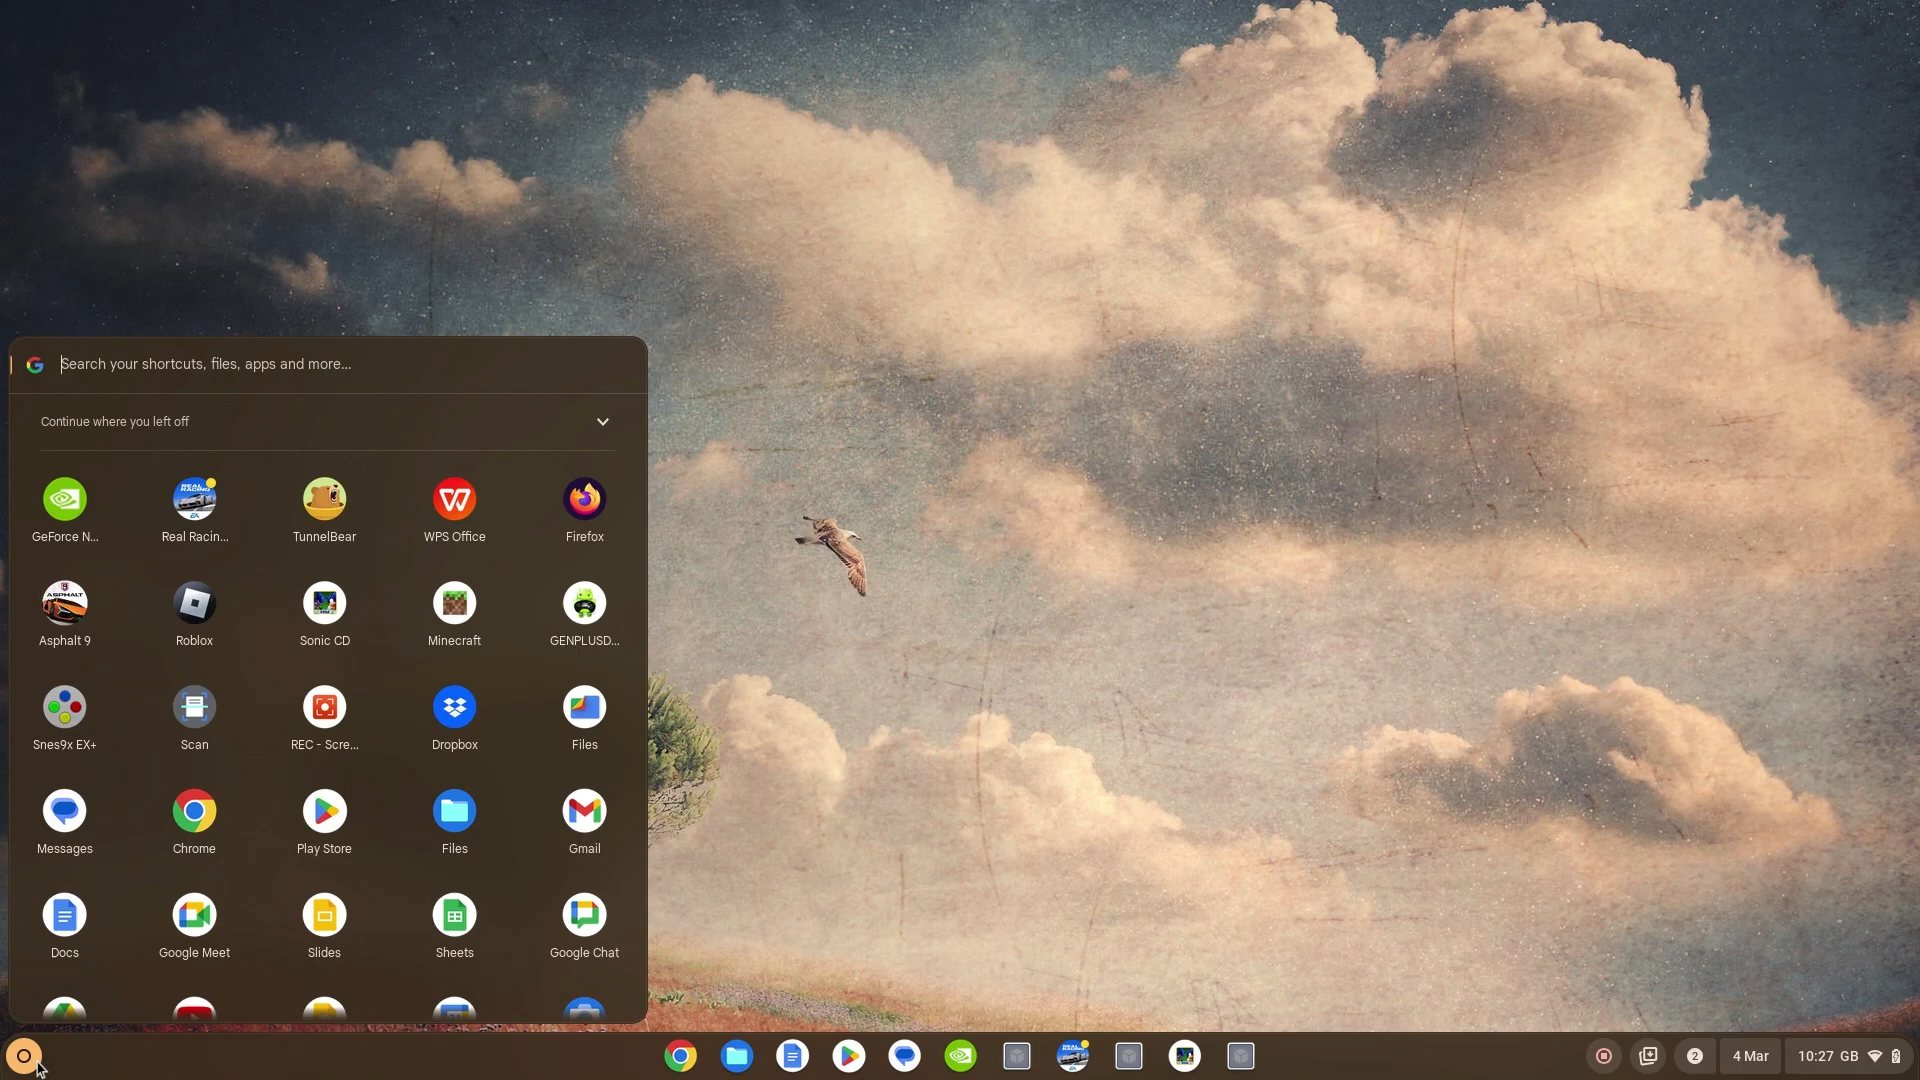 Search your shortcuts, files, apps and more...
Continue where you left off
GeForce N...
Real Racin...
TunnelBear
WPS Office
Firefox
Asphalt 9
Roblox
Sonic CD
Minecraft
GENPLUSD...
Snes9x EX+
Scan
REC - Scre...
Dropbox
Files
Messages
Chrome
Play Store
Files
Gmail
Docs
Google Meet
Slides
Sheets
Google Chat
2
4 Mar
10:27 GB